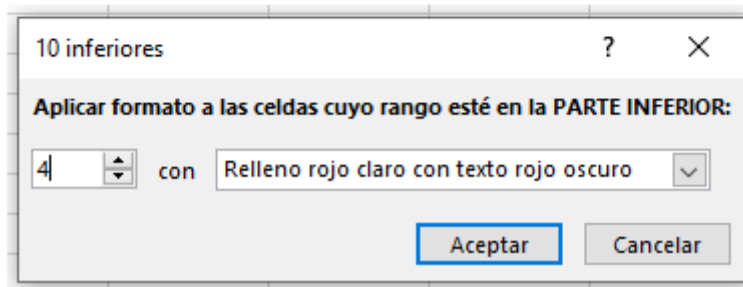 10 inferiores ?
Aplicar formato a las celdas cuyo rango esté en la PARTE INFERIOR:
4 con Relleno rojo claro con texto rojo oscuro
Aceptar Cancelar